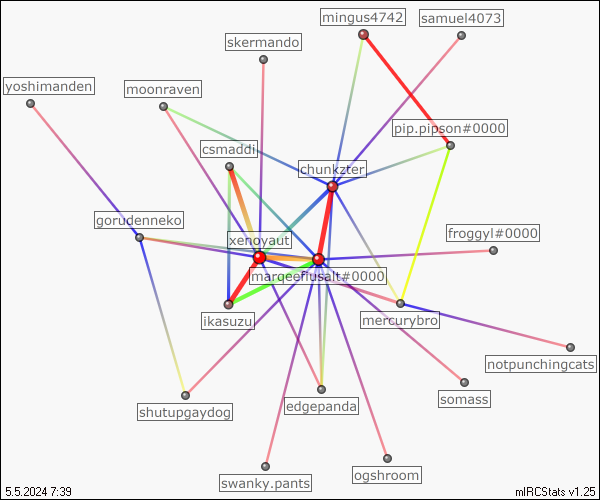 mingus4742
samuel4073
skermando
yoshimanden
moonraven
pip.pipson#0000
csmaddi
chunkzter
gorudenneko
froggyl#0000
xenoyaut
marqeeflusalt#0000
ikasuzu
mercurybro
notpunchingcats
somass
edgepanda
shutupgaydog
ogshroom
swanky.pants
5.5.2024 7:39
mIRCStats v1.25